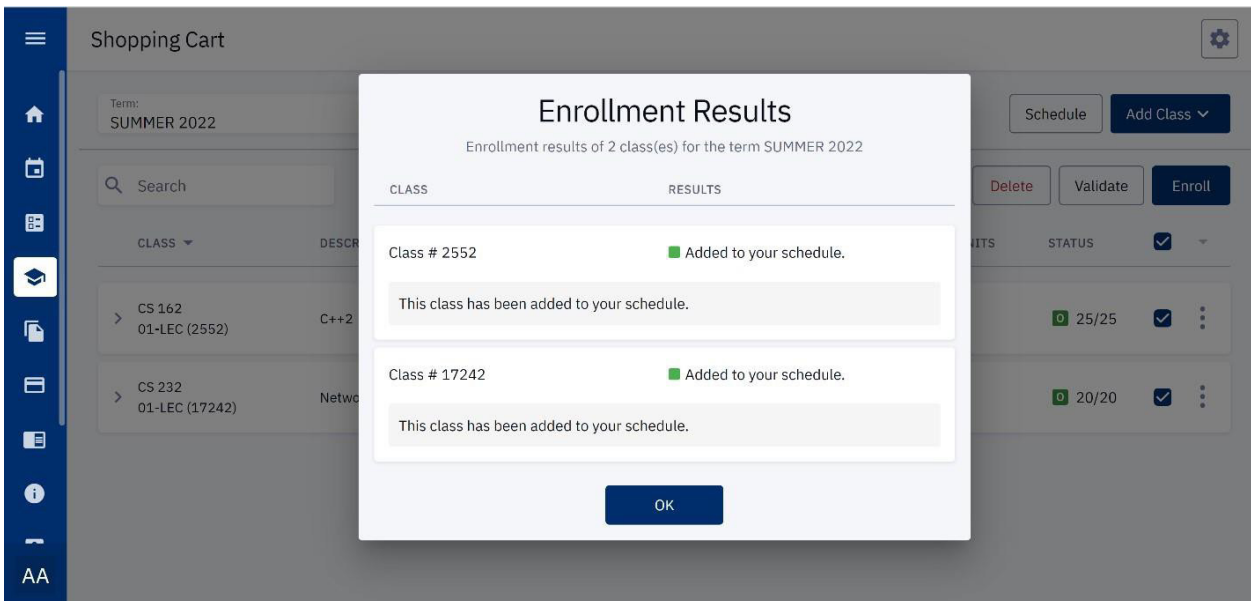 Shopping Cart
Term:
SUMMER 2022
Schedule
Add Class
Search
Delete
Validate
Enroll
CLASS
STATUS
CS 162
01-LEC (2552)
C++2
O 25/25
CS 232
01-LEC (17242)
O 20/20
Enrollment Results
Enrollment results of 2 class(es) for the term SUMMER 2022
CLASS
RESULTS
Class # 2552
Added to your schedule.
This class has been added to your schedule.
Class # 17242
Added to your schedule.
This class has been added to your schedule.
OK
AA